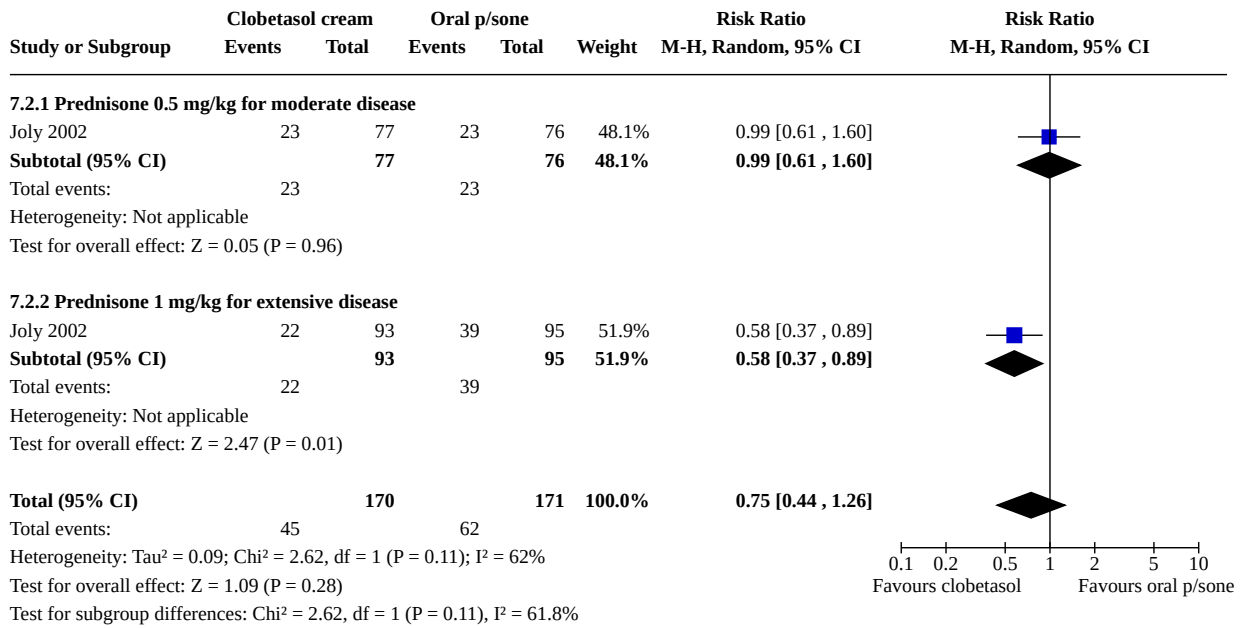 Clobetasol cream Oral p/sone Risk Ratio Risk Ratio
Study or Subgroup Events Total Events Total Weight M-H, Random, 95% CI M-H, Random, 95% CI
7.2.1 Prednisone 0.5 mg/kg for moderate disease
Joly 2002 23 77 23 76 48.1% 0.99 [0.61 , 1.60]
Subtotal (95% CI) 77 76 48.1% 0.99 [0.61 , 1.60]
Total events: 23 23
Heterogeneity: Not applicable
Test for overall effect: Z = 0.05 (P = 0.96)
7.2.2 Prednisone 1 mg/kg for extensive disease
Joly 2002 22 93 39 95 51.9% 0.58 [0.37 , 0.89]
Subtotal (95% CI) 93 95 51.9% 0.58 [0.37 , 0.89]
Total events: 22 39
Heterogeneity: Not applicable
Test for overall effect: Z = 2.47 (P = 0.01)
Total (95% CI) 170 171 100.0% 0.75 [0.44 , 1.26]
Total events: 45 62
Heterogeneity: Tau² = 0.09; Chi² = 2.62, df = 1 (P = 0.11); I² = 62%
0.1 0.2 0.5 1 2 5 10
Test for overall effect: Z = 1.09 (P = 0.28) Favours clobetasol Favours oral p/sone
Test for subgroup differences: Chi² = 2.62, df = 1 (P = 0.11), I² = 61.8%